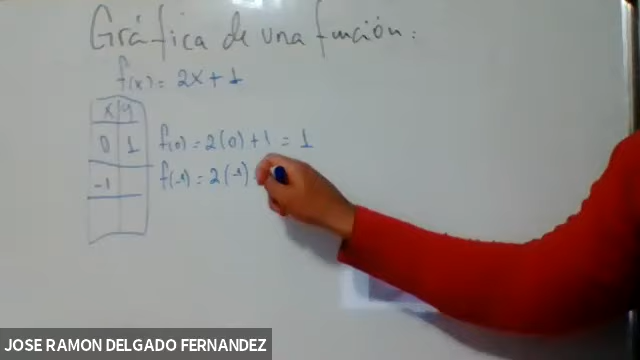 Gráfica de una función:
f(x) = 2x + 1
x y
0 1 f(0) = 2(0) + 1 = 1
-1 f(-1) = 2(-1)
JOSE RAMON DELGADO FERNANDEZ